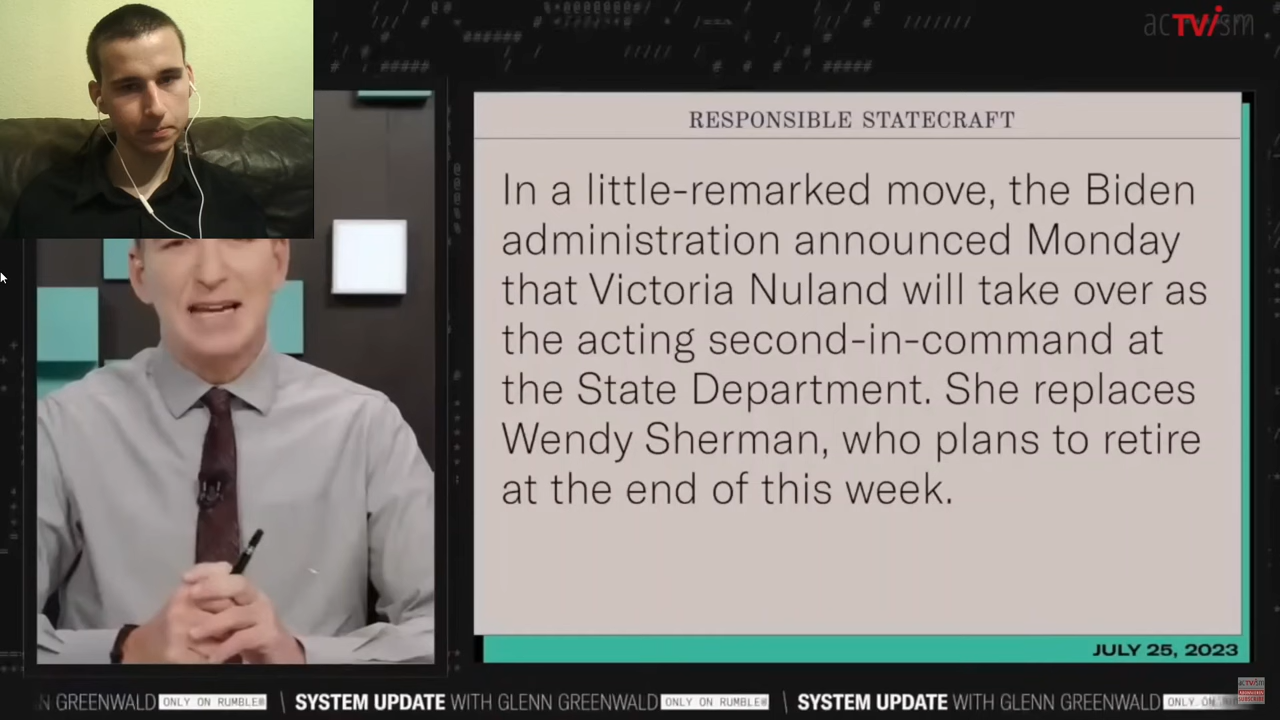 acTVism
RESPONSIBLE STATECRAFT
In a little-remarked move, the Biden
administration announced Monday
that Victoria Nuland will take over as
the acting second-in-command at
the State Department. She replaces
Wendy Sherman, who plans to retire
at the end of this week.
JULY 25, 2023
N GREENWALD ONLY ON RUMBLE \ SYSTEM UPDATE WITH GLENN GREENWALD ONLY ON RUMBLE \ SYSTEM UPDATE WITH GLENN GREENWALD ONLY ON